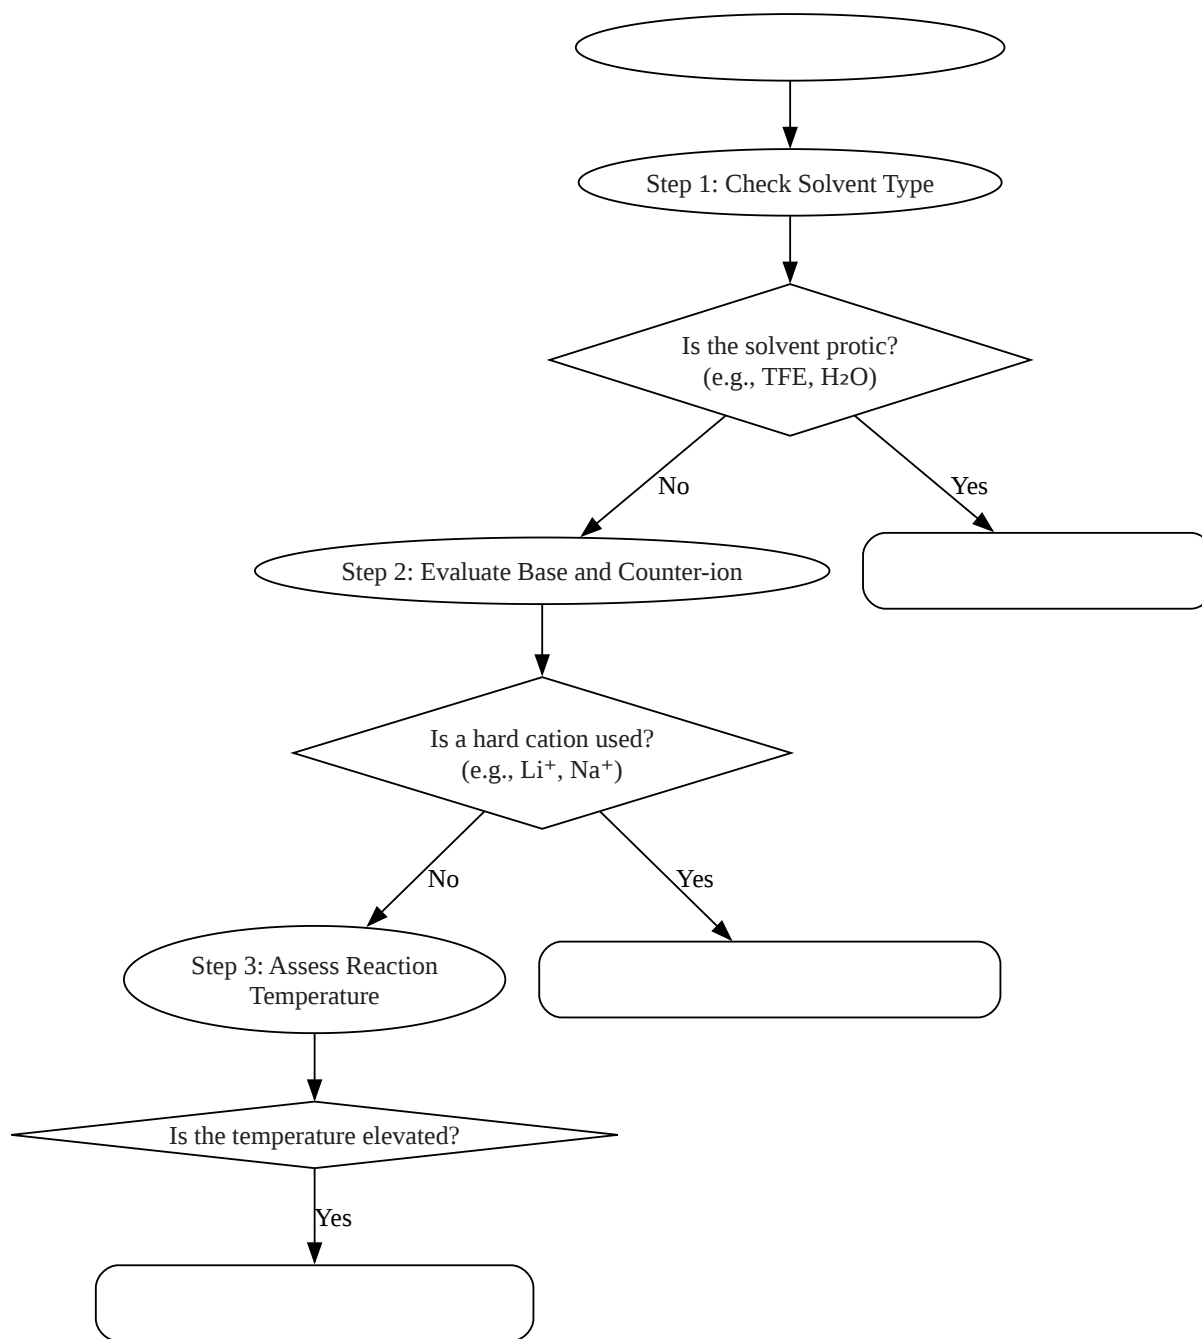 Step 1: Check Solvent Type
Is the solvent protic?
(e.g., TFE, H₂O)
No
Yes
Step 2: Evaluate Base and Counter-ion
Is a hard cation used?
(e.g., Li⁺, Na⁺)
No
Yes
Step 3: Assess Reaction
Temperature
Is the temperature elevated?
Yes